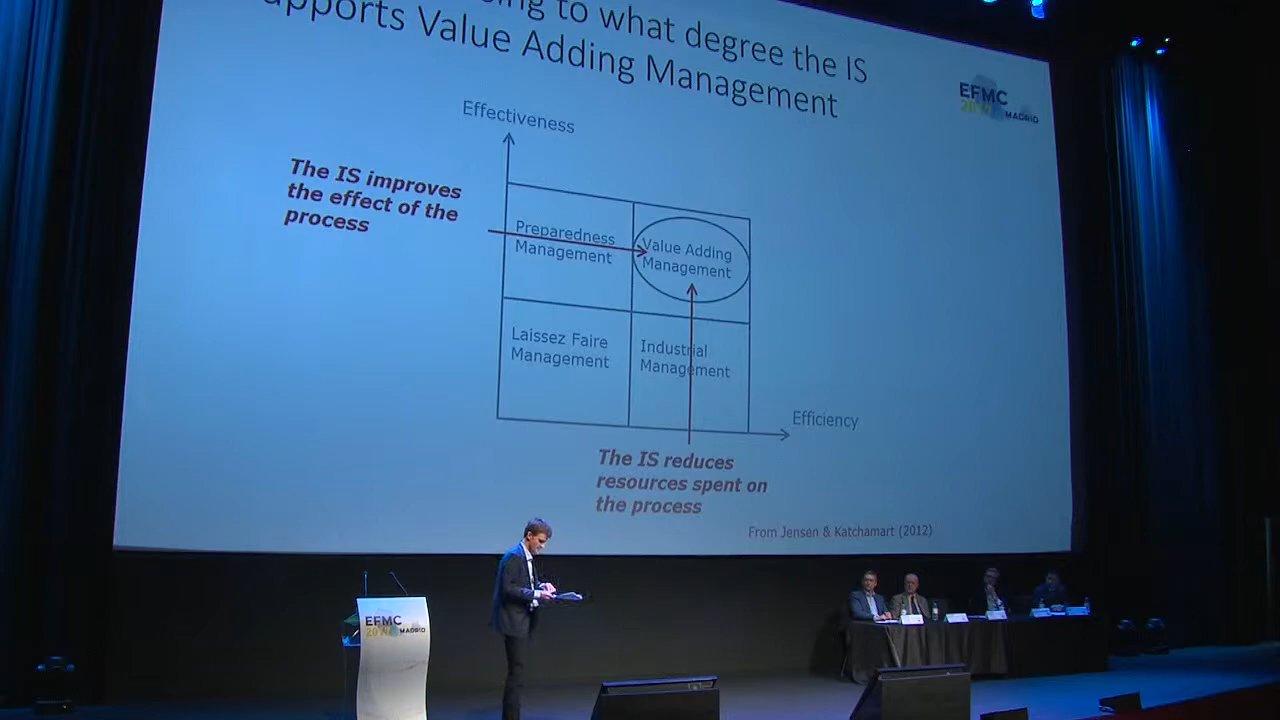 to what degree the IS
Value Adding Management
EFMC
MADRID
Effectiveness
The IS improves
the effect of the
process
Preparedness
Management
Value Adding
Management
Laissez Faire
Management
Industrial
Management
Efficiency
The IS reduces
resources spent on
the process
From Jensen & Katchamart (2012)
EFMC
MADRID